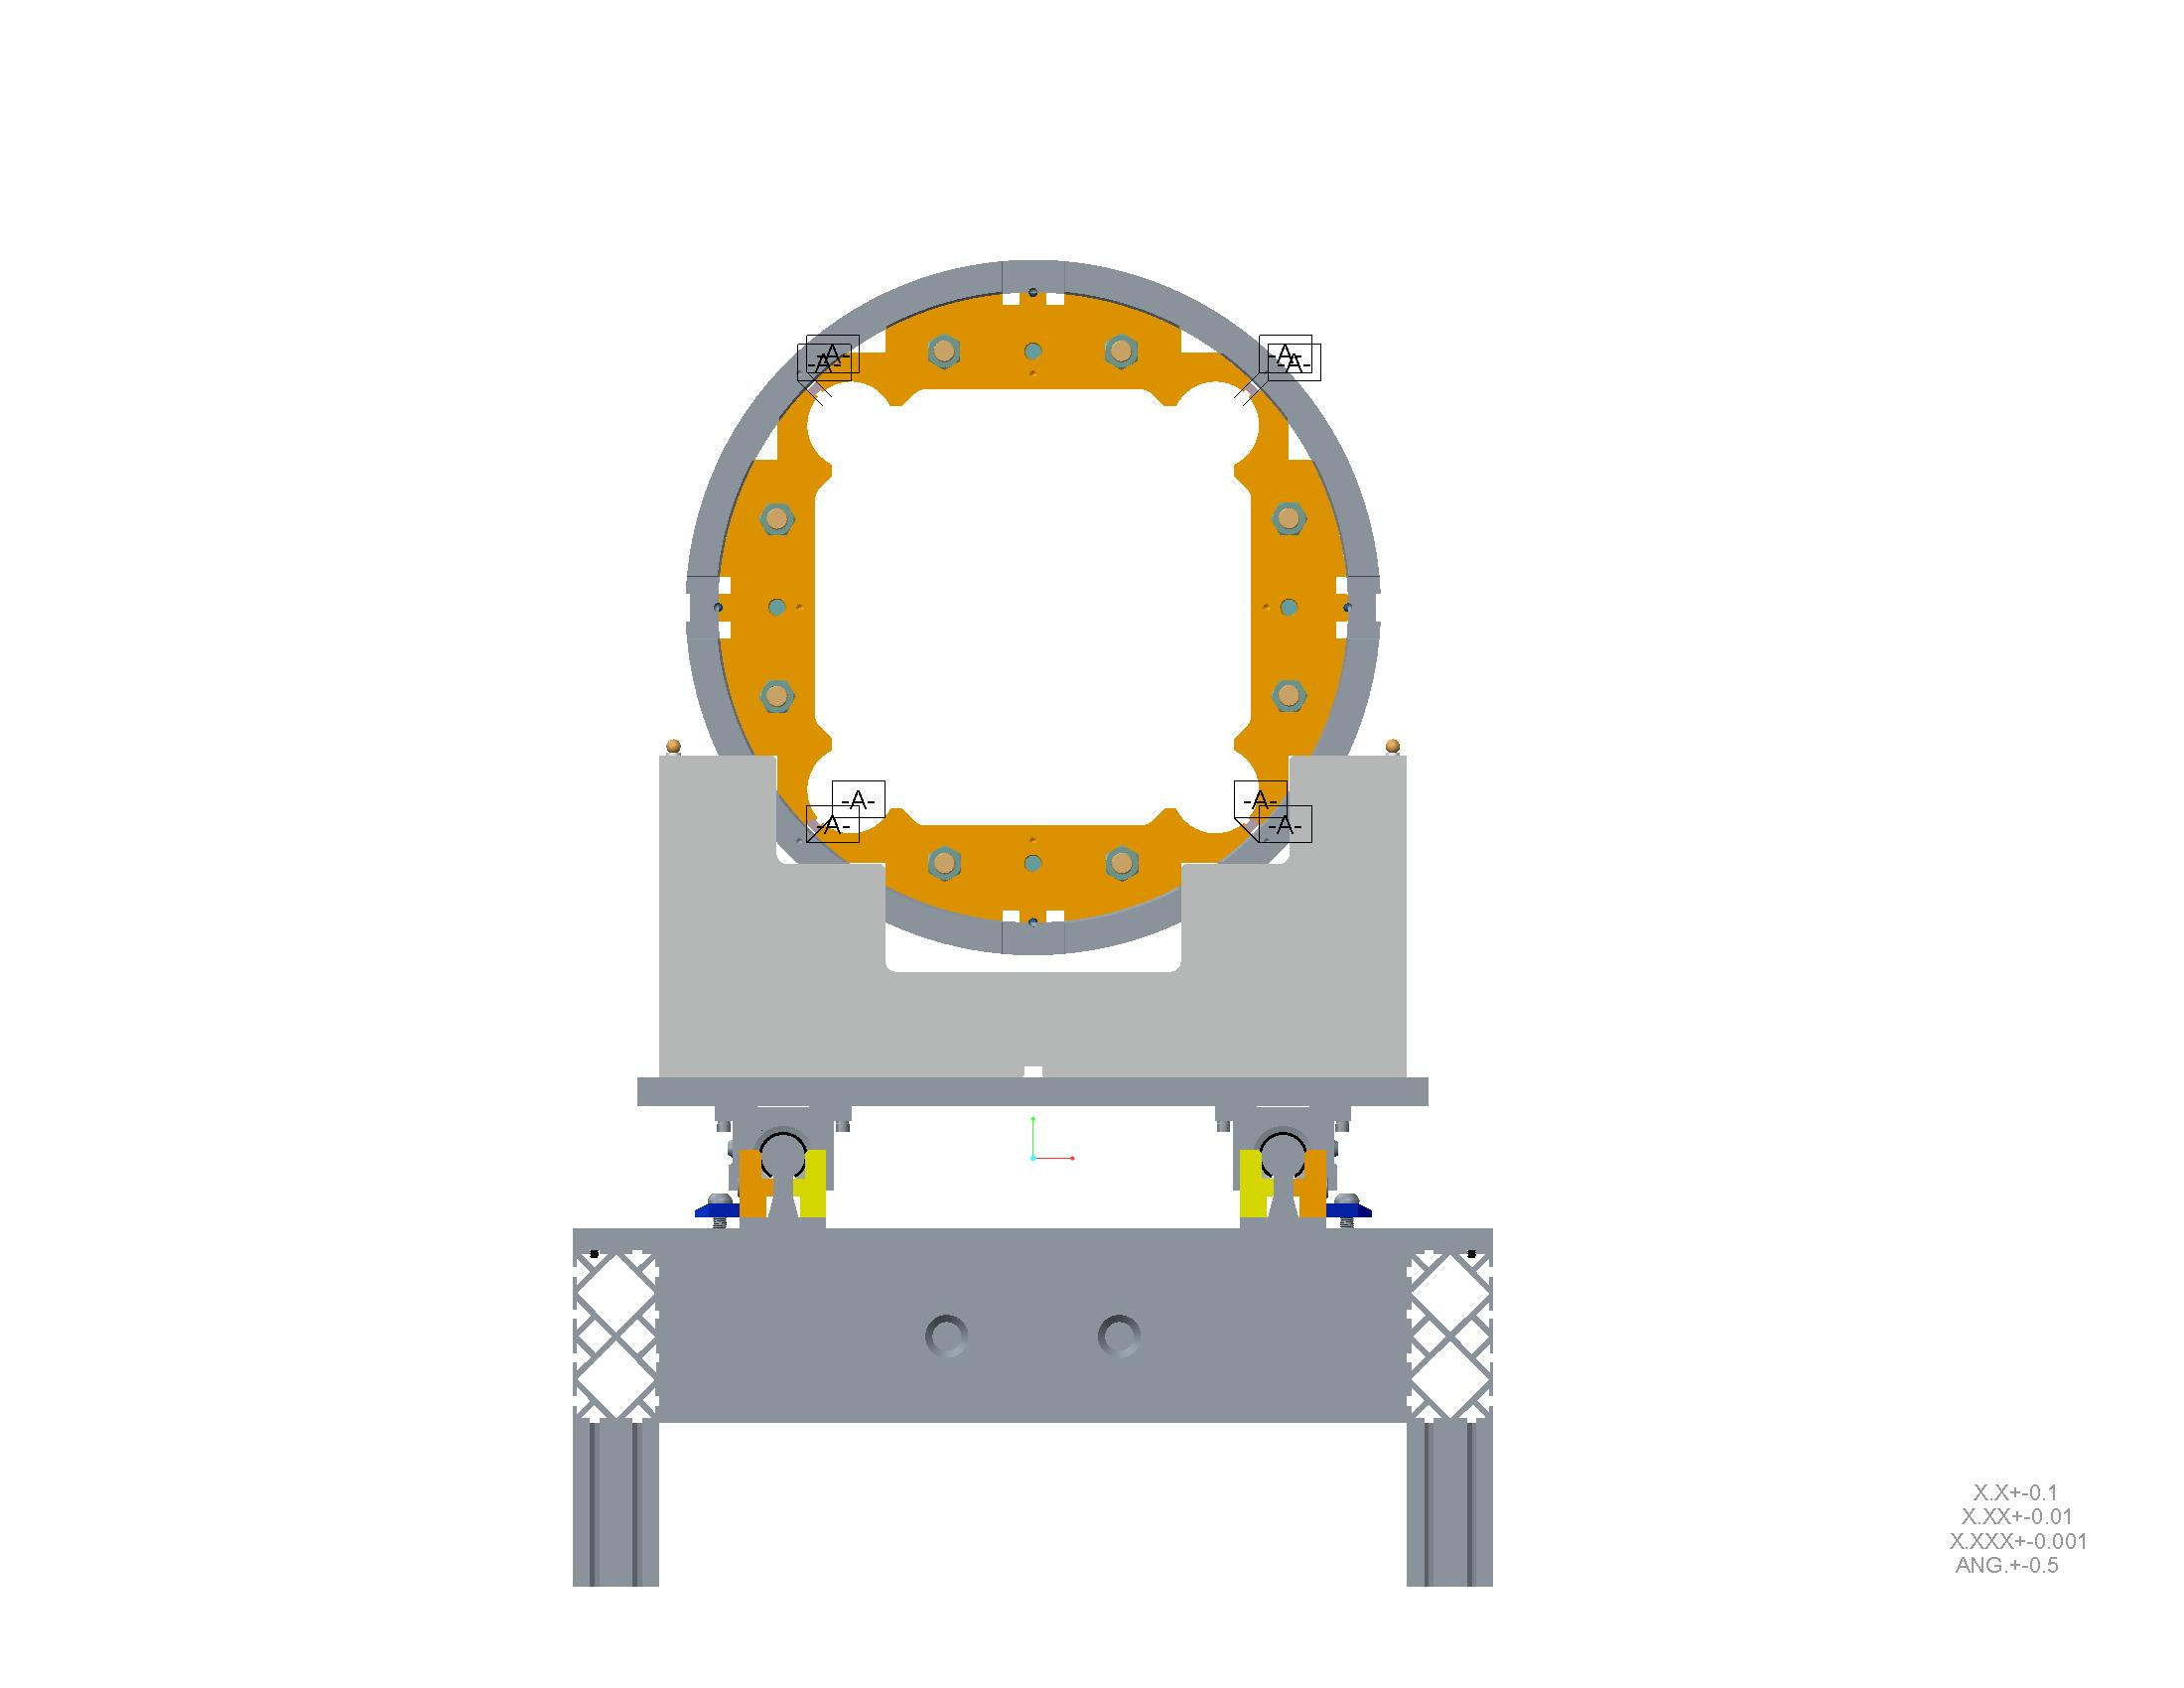 -A-
-A-
-A-
-A-
-A-
-A-
-A-
-A-
X.X+-0.1
X.XX+-0.01
X.XXX+-0.001
ANG.+-0.5